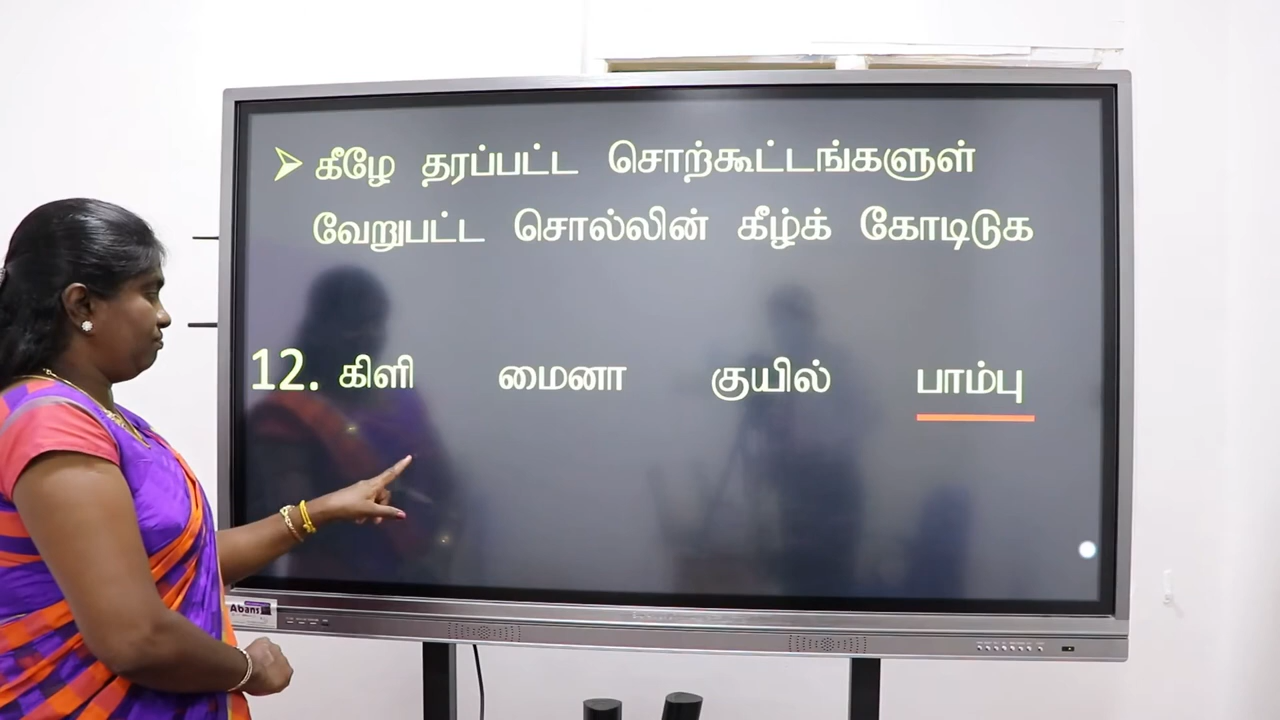 ➢ கீழே தரப்பட்ட சொற்கூட்டங்களுள்
வேறுபட்ட சொல்லின் கீழ்க் கோடிடுக
12. கிளி மைனா குயில் பாம்பு
Abans